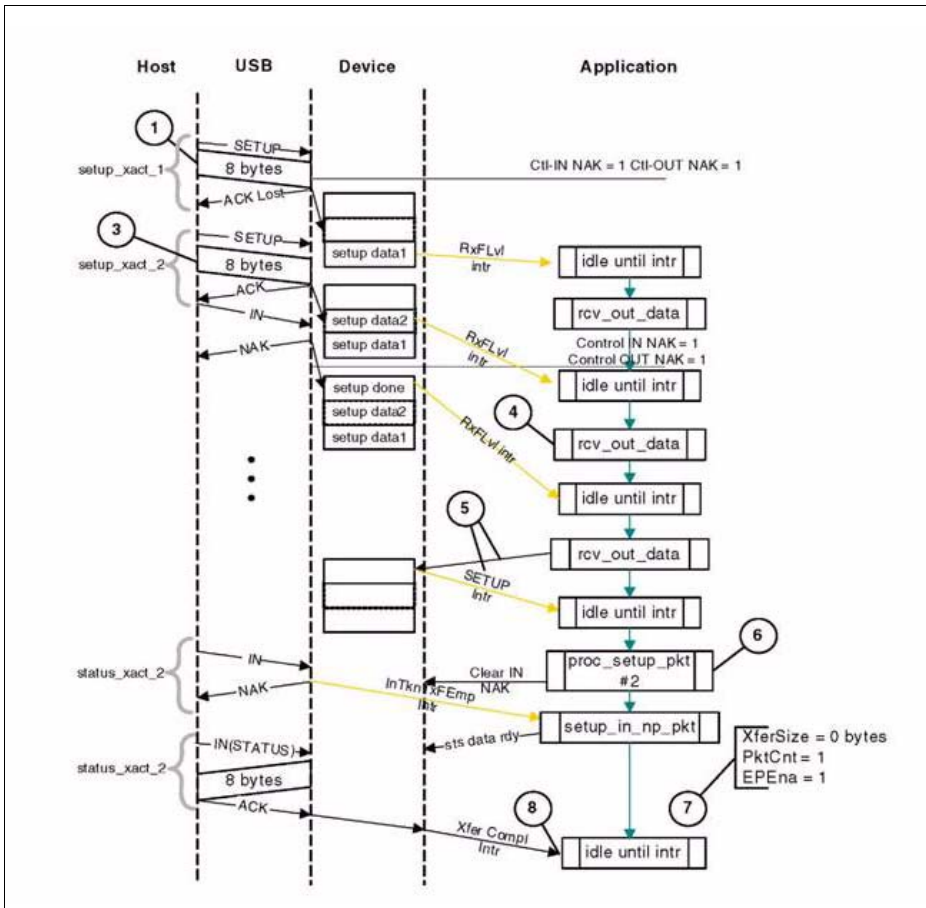 Host USB Device Application
1
SETUP
setup_xact_1
8 bytes
Ctl-IN NAK = 1 Ctl-OUT NAK = 1
ACK Lost
3
SETUP
setup data1
RxFLvl
intr
idle until intr
setup_xact_2
8 bytes
ACK
IN
setup data2
setup data1
rcv_out_data
NAK
RxFLvl
intr
Control IN NAK = 1
Control OUT NAK = 1
idle until intr
setup done
setup data2
setup data1
RxFLvl intr
4
rcv_out_data
idle until intr
5
rcv_out_data
SETUP
Intr
idle until intr
6
status_xact_2
IN
NAK
Clear IN
NAK
proc_setup_pkt
#2
InTknTxFEmp
Intr
setup_in_np_pkt
sts data rdy
XferSize = 0 bytes
PktCnt = 1
EPEna = 1
7
status_xact_2
IN(STATUS)
8 bytes
ACK
Xfer Compl
Intr
8
idle until intr